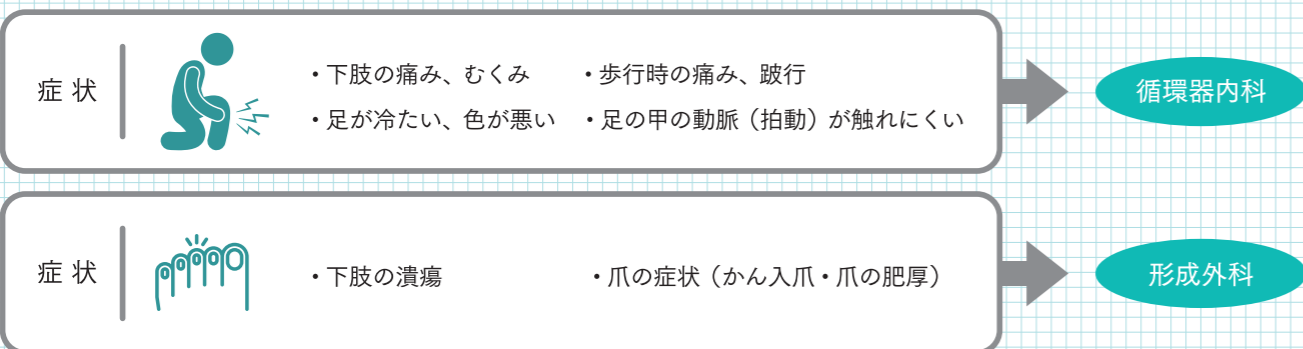 症状
・下肢の痛み、むくみ ・歩行時の痛み、跛行
・足が冷たい、色が悪い ・足の甲の動脈（拍動）が触れにくい
循環器内科
症状
・下肢の潰瘍 ・爪の症状（かん入爪・爪の肥厚）
形成外科